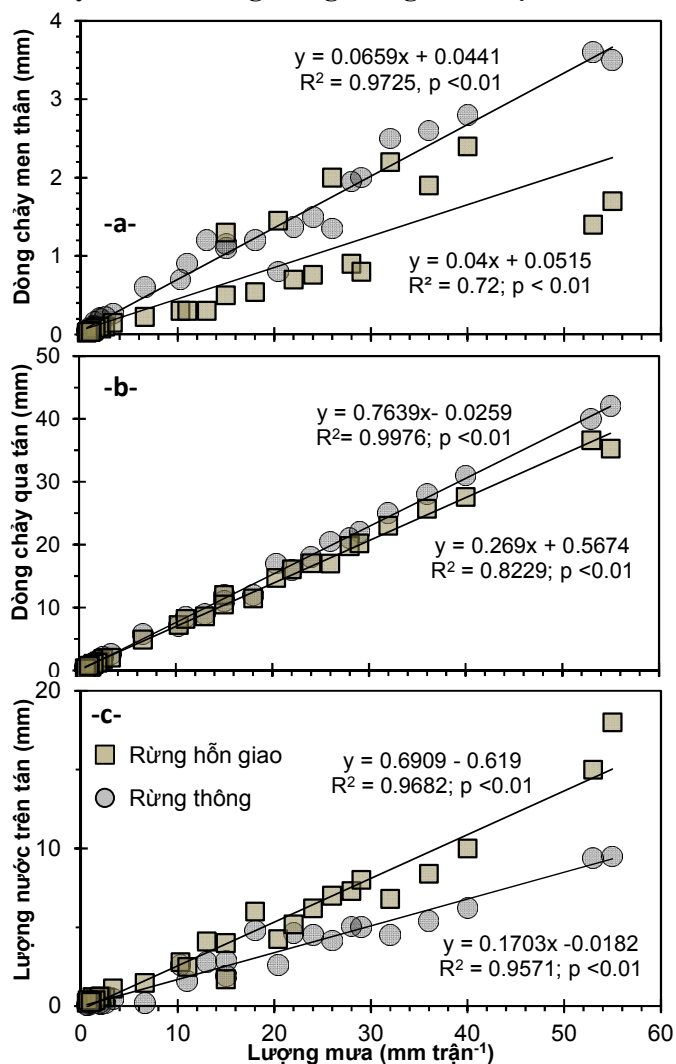 4
3
2
1
0
Dòng chảy men thân (mm)
-a-
y = 0.0659x + 0.0441
R² = 0.9725, p <0.01
y = 0.04x + 0.0515
R² = 0.72; p < 0.01
50
40
30
20
10
0
Dòng chảy qua tán (mm)
-b-
y = 0.7639x- 0.0259
R²= 0.9976; p <0.01
y = 0.269x + 0.5674
R² = 0.8229; p <0.01
20
10
0
Lượng nước trên tán (mm)
-c-
Rừng hỗn giao
Rừng thông
y = 0.6909 - 0.619
R² = 0.9682; p <0.01
y = 0.1703x -0.0182
R² = 0.9571; p <0.01
0 10 20 30 40 50 60
Lượng mưa (mm trận⁻¹)